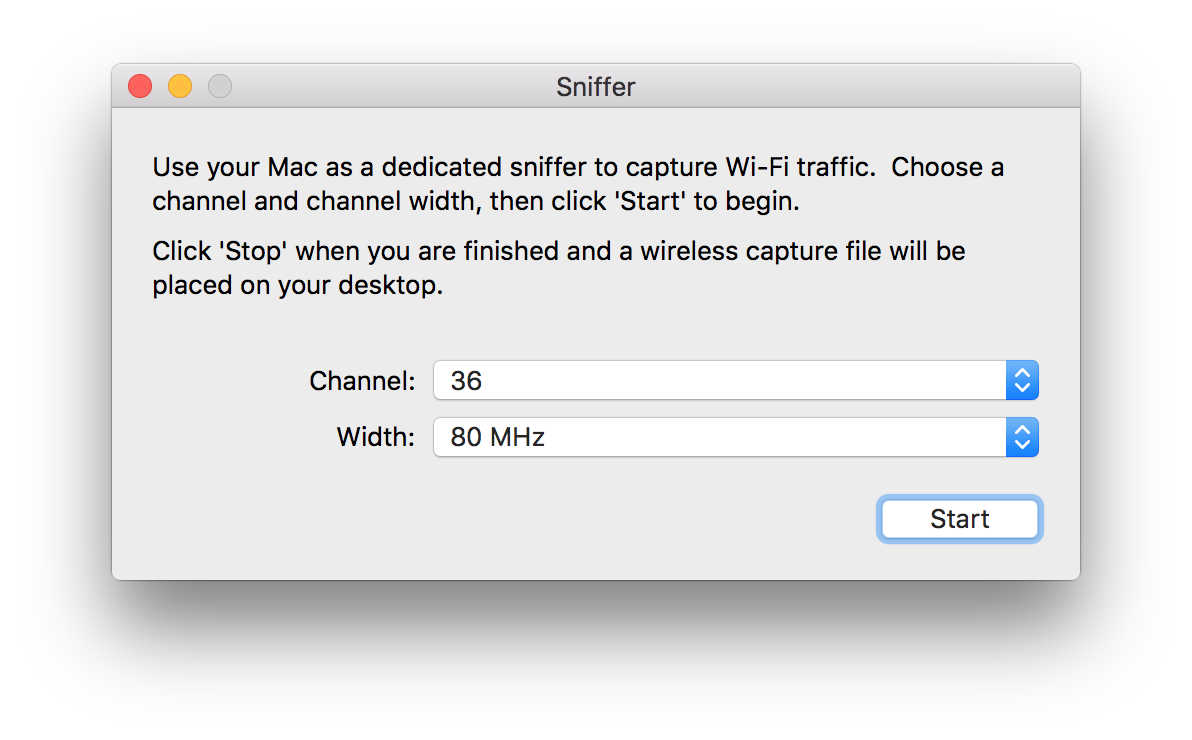 Sniffer
Use your Mac as a dedicated sniffer to capture Wi-Fi traffic.  Choose a
channel and channel width, then click 'Start' to begin.
Click 'Stop' when you are finished and a wireless capture file will be
placed on your desktop.
Channel: 36
Width: 80 MHz
Start